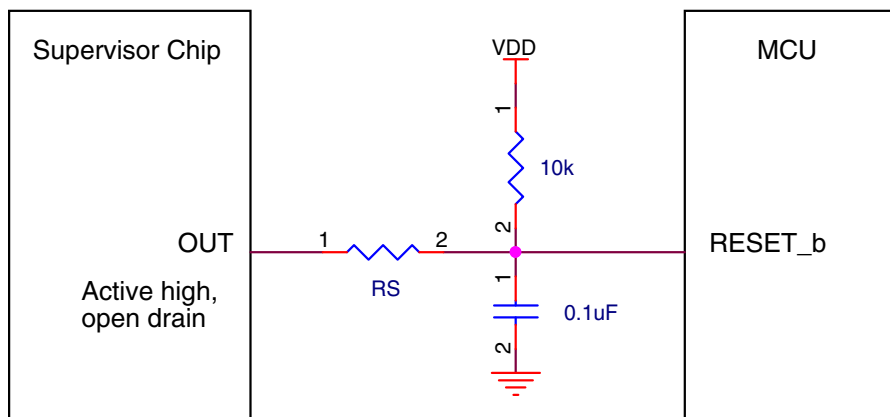 Supervisor Chip
VDD
MCU
1
10k
2
OUT
1
2
RESET_b
RS
1
Active high,
open drain
0.1uF
2